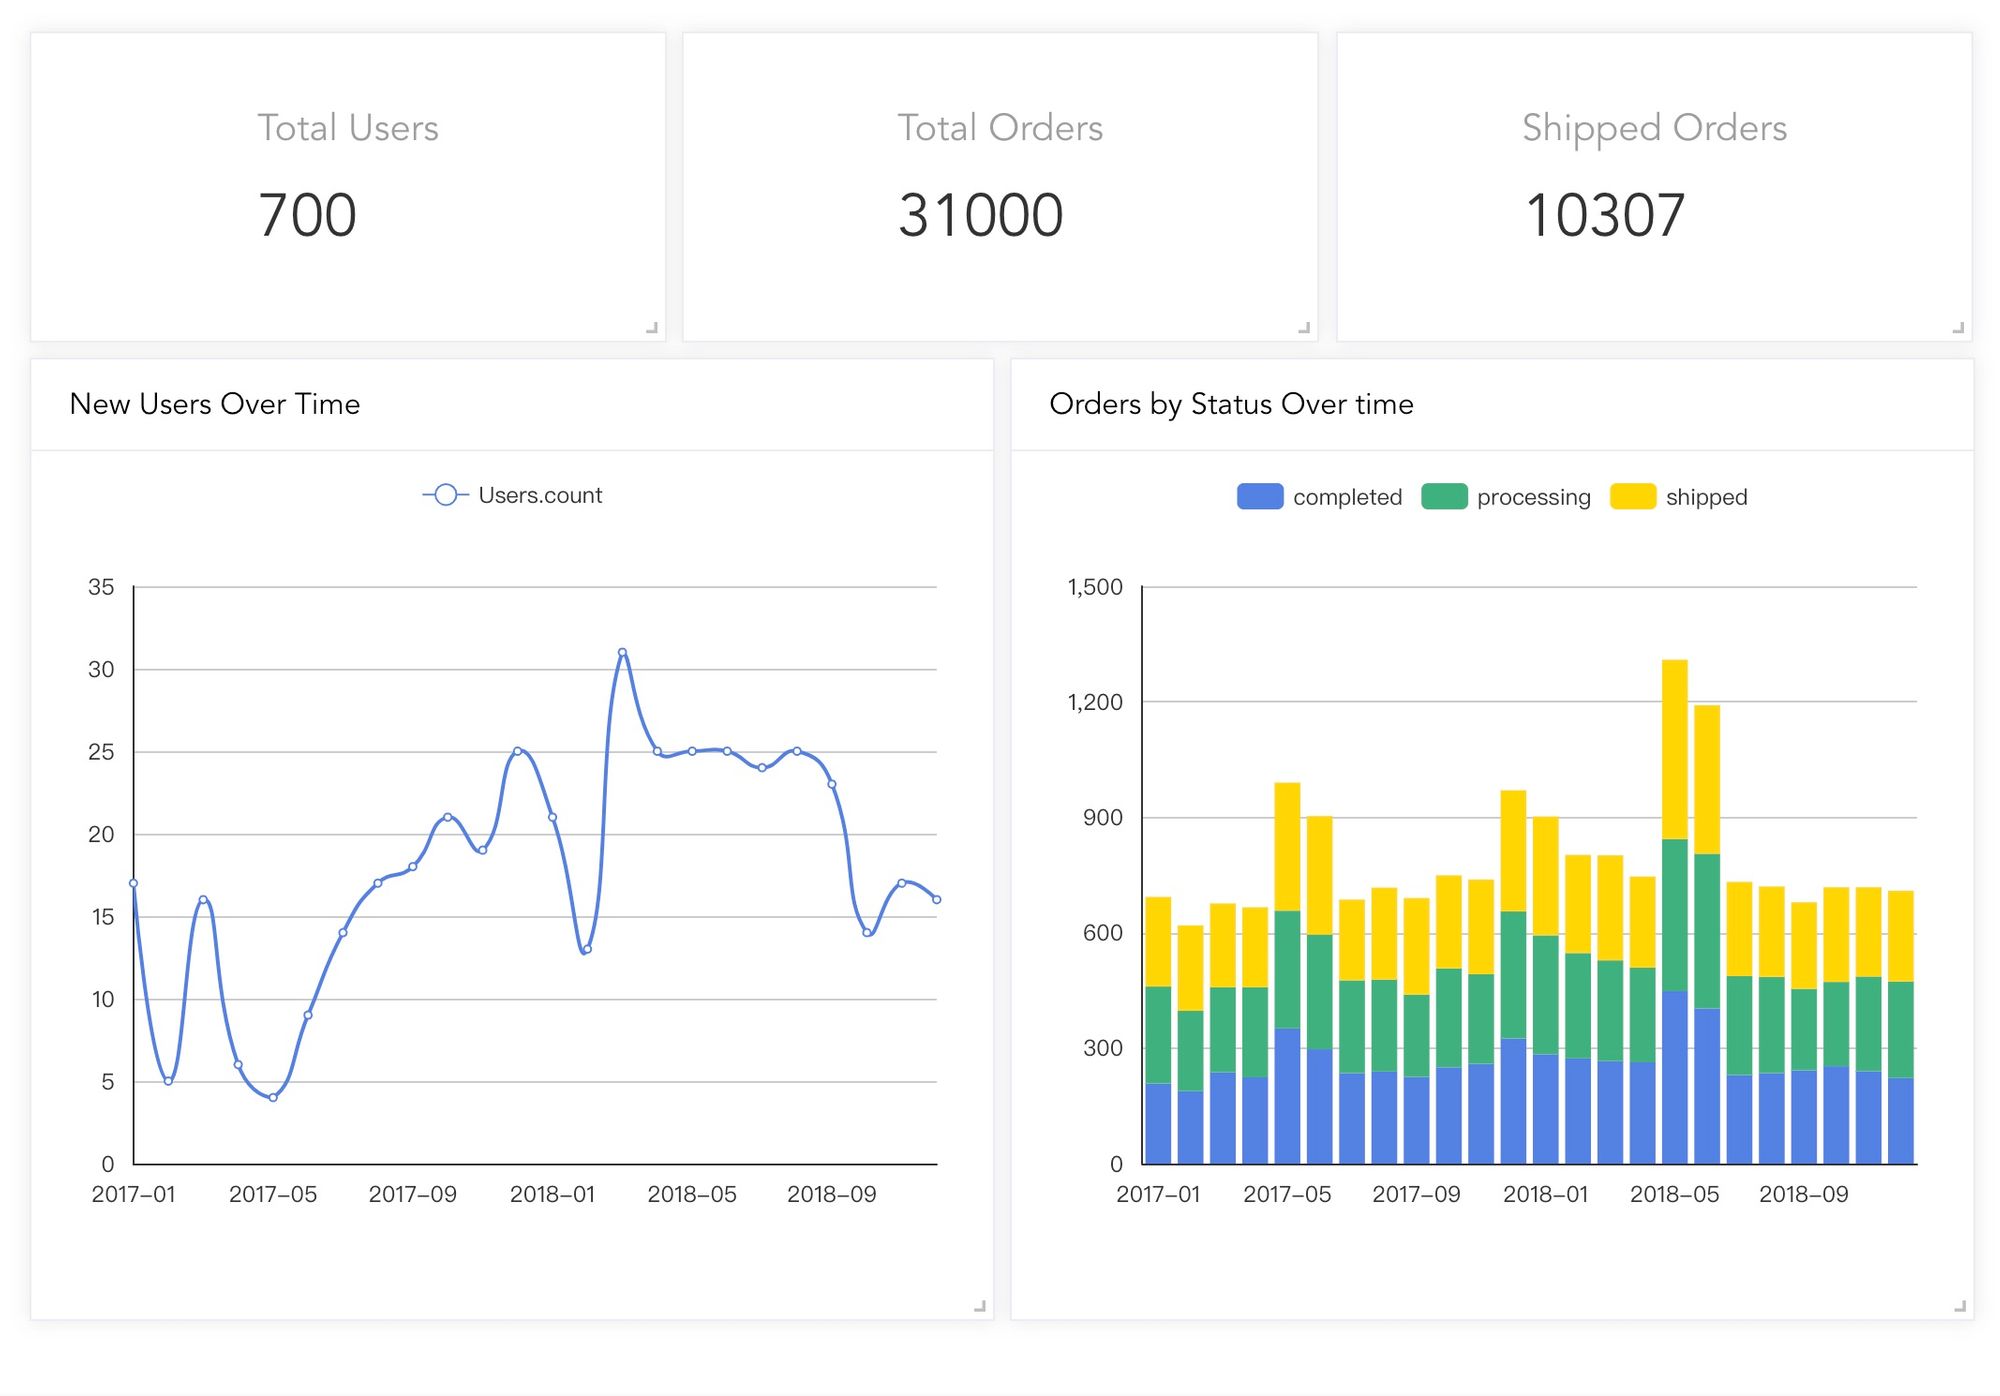 Total Users
700
Total Orders
31000
Shipped Orders
10307
New Users Over Time
Users.count
35
30
25
20
15
10
5
0
2017–01 2017–05 2017–09 2018–01 2018–05 2018–09
Orders by Status Over time
completed processing shipped
1,500
1,200
900
600
300
0
2017–01 2017–05 2017–09 2018–01 2018–05 2018–09